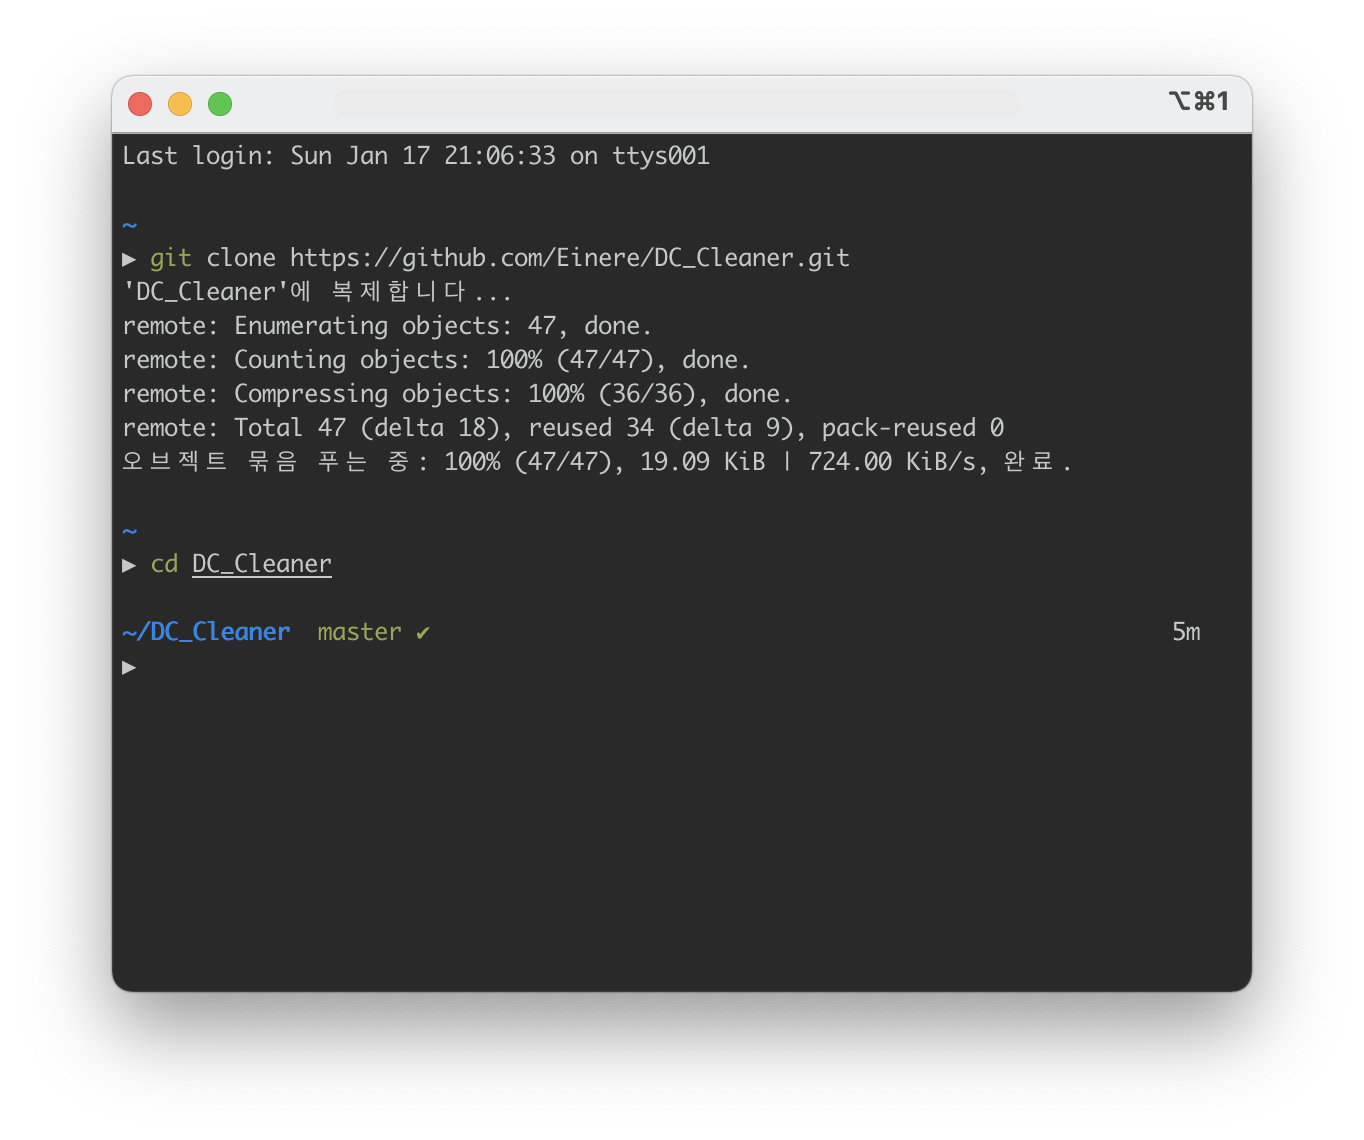 ⌥⌘1
Last login: Sun Jan 17 21:06:33 on ttys001
~
▶ git clone https://github.com/Einere/DC_Cleaner.git
'DC_Cleaner'에 복제합니다...
remote: Enumerating objects: 47, done.
remote: Counting objects: 100% (47/47), done.
remote: Compressing objects: 100% (36/36), done.
remote: Total 47 (delta 18), reused 34 (delta 9), pack-reused 0
오브젝트 묶음 푸는 중: 100% (47/47), 19.09 KiB | 724.00 KiB/s, 완료.
~
▶ cd DC_Cleaner
~/DC_Cleaner master ✔ 5m
▶